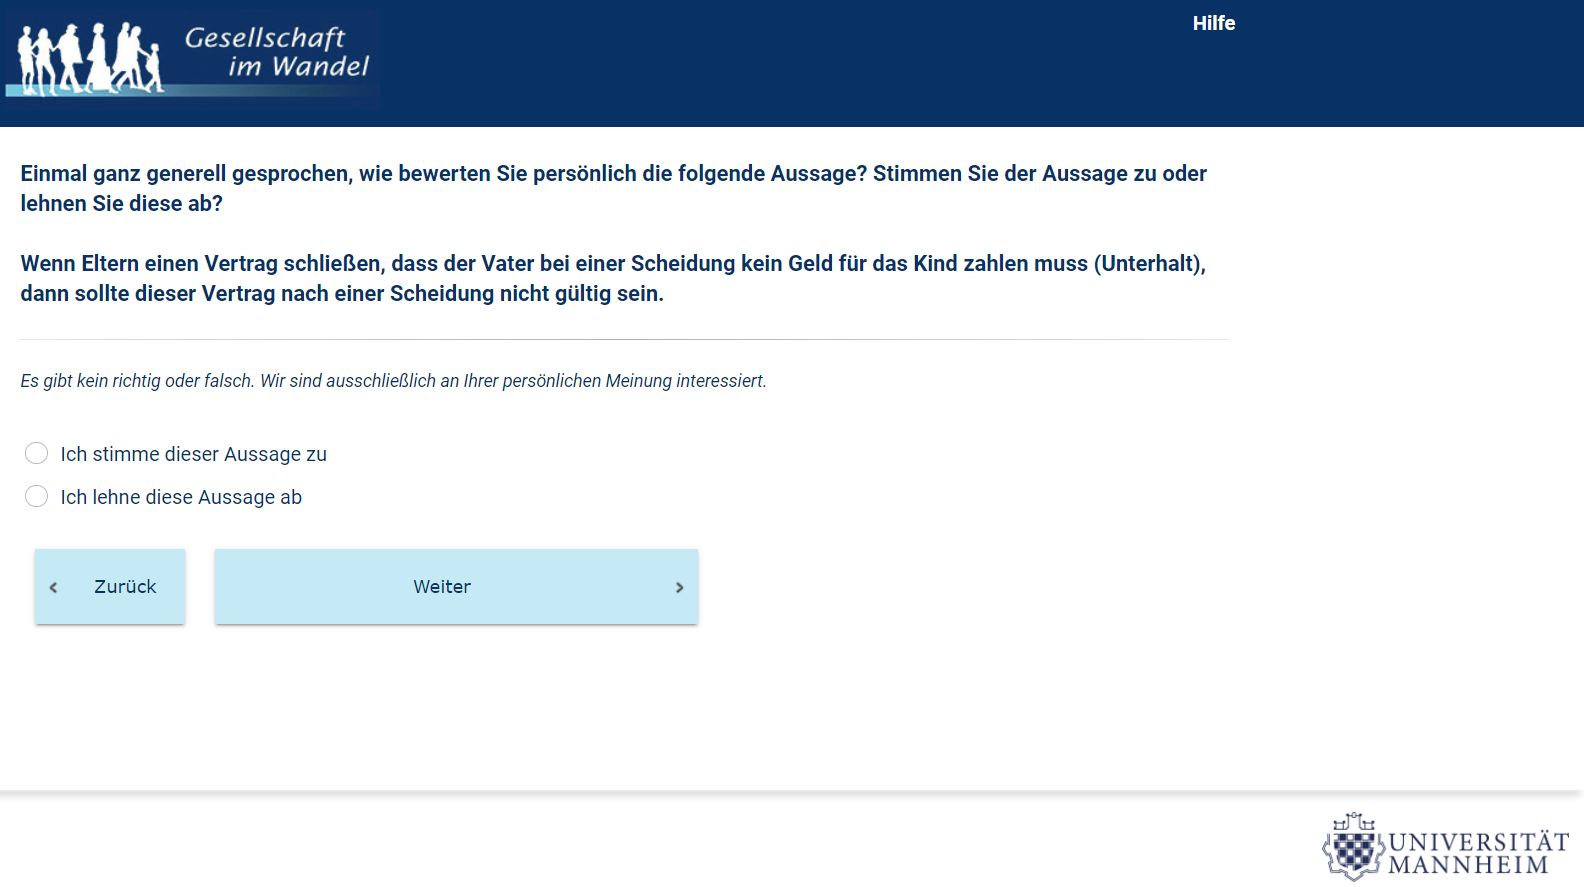 Gesellschaft
im Wandel
Hilfe
Einmal ganz generell gesprochen, wie bewerten Sie persönlich die folgende Aussage? Stimmen Sie der Aussage zu oder
lehnen Sie diese ab?
Wenn Eltern einen Vertrag schließen, dass der Vater bei einer Scheidung kein Geld für das Kind zahlen muss (Unterhalt),
dann sollte dieser Vertrag nach einer Scheidung nicht gültig sein.
Es gibt kein richtig oder falsch. Wir sind ausschließlich an Ihrer persönlichen Meinung interessiert.
Ich stimme dieser Aussage zu
Ich lehne diese Aussage ab
Zurück
Weiter
UNIVERSITÄT
MANNHEIM